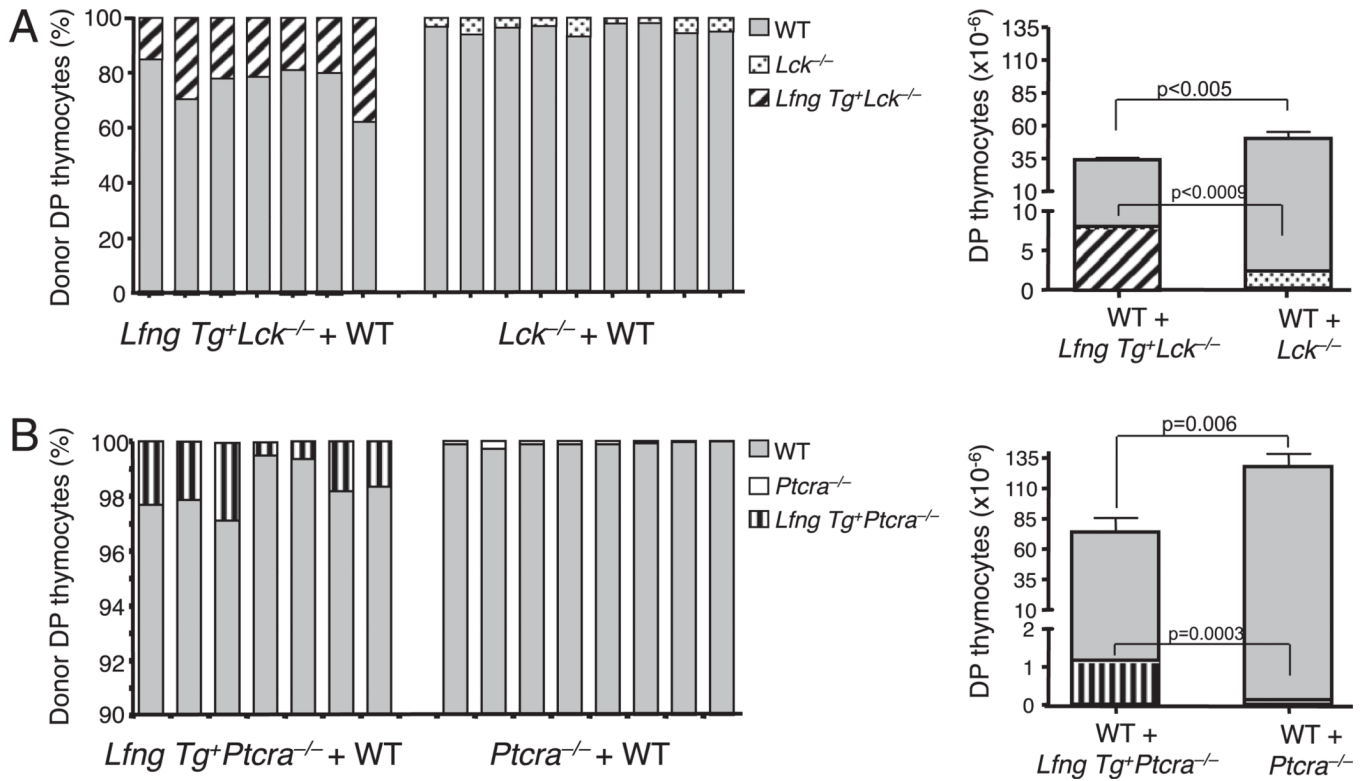 A
Donor DP thymocytes (%)
100
80
60
40
20
0
Lfng Tg⁺Lck⁻/⁻ + WT
Lck⁻/⁻ + WT
WT
Lck⁻/⁻
Lfng Tg⁺Lck⁻/⁻
DP thymocytes (x10⁻⁶)
135
110
85
60
35
10
10
5
0
p<0.005
p<0.0009
WT +
Lfng Tg⁺Lck⁻/⁻
WT +
Lck⁻/⁻
B
Donor DP thymocytes (%)
100
98
96
94
92
90
Lfng Tg⁺Ptcra⁻/⁻ + WT
Ptcra⁻/⁻ + WT
WT
Ptcra⁻/⁻
Lfng Tg⁺Ptcra⁻/⁻
DP thymocytes (x10⁻⁶)
135
110
85
60
35
10
2
1
0
p=0.006
p=0.0003
WT +
Lfng Tg⁺Ptcra⁻/⁻
WT +
Ptcra⁻/⁻